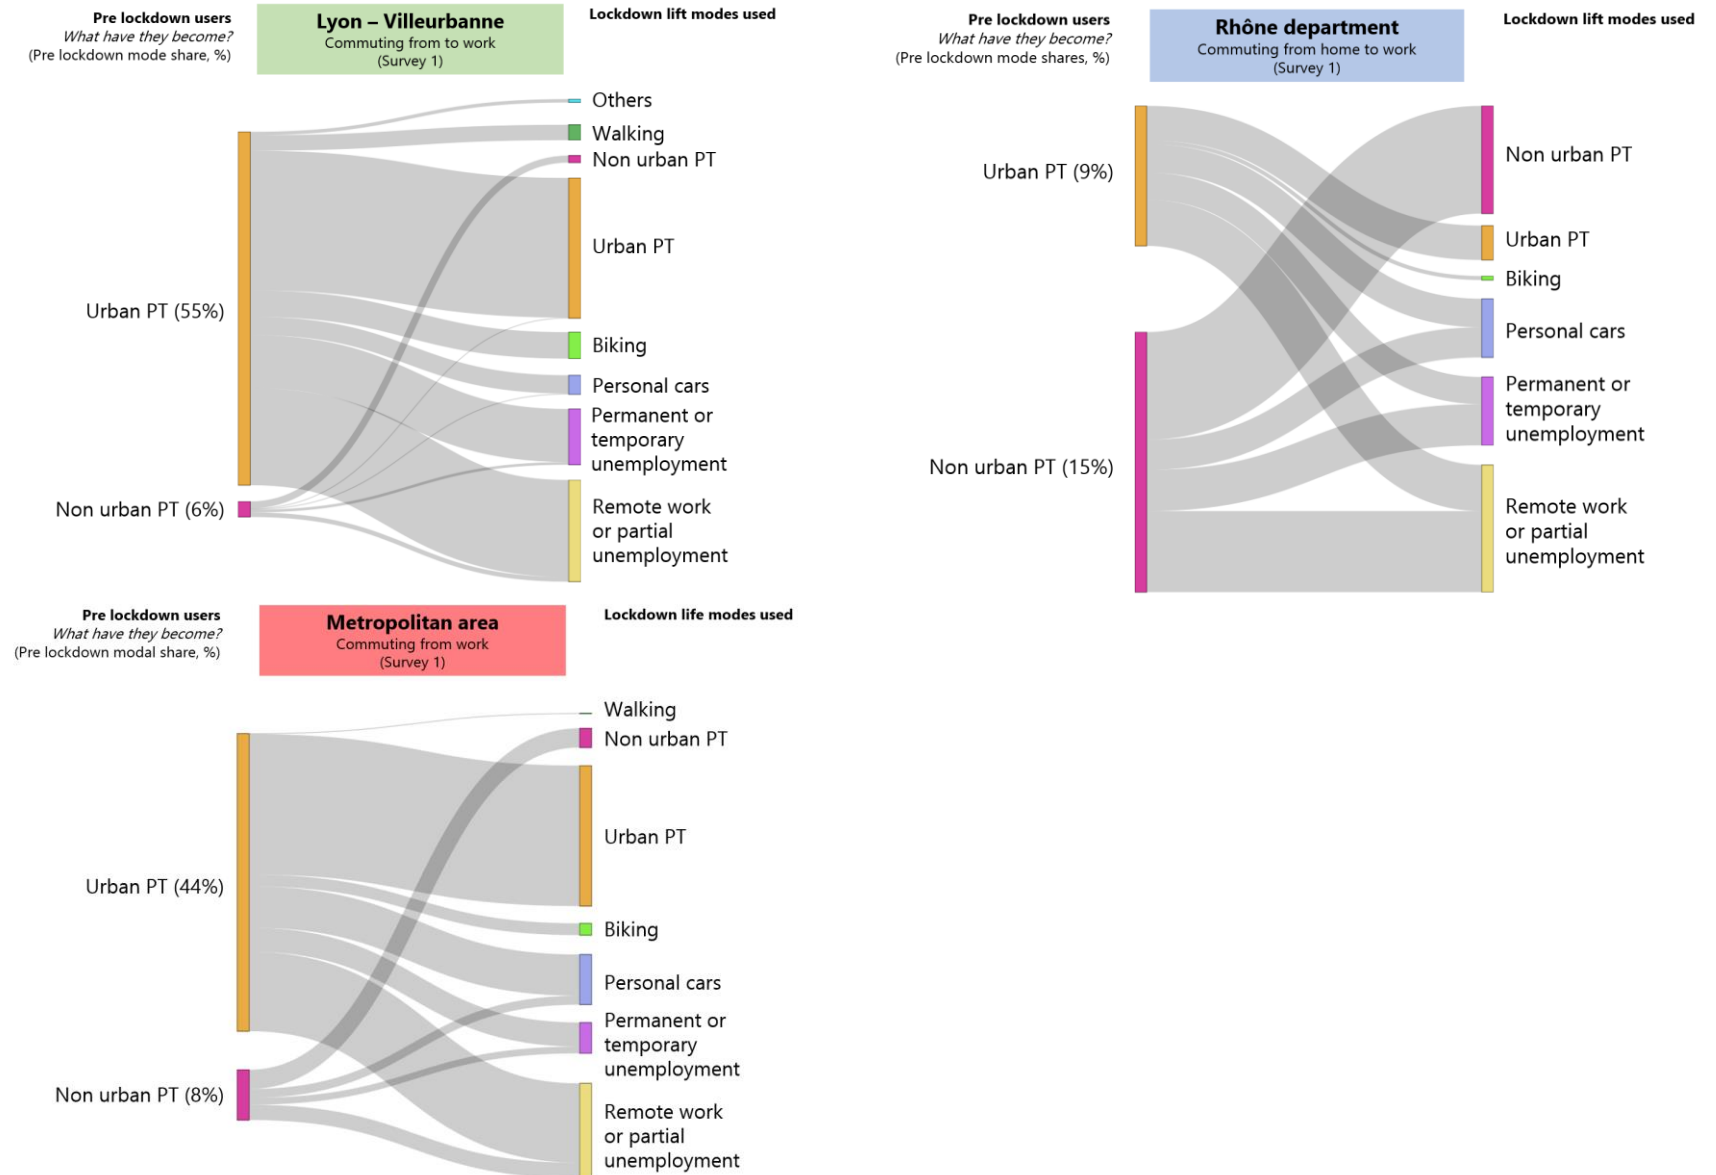 Pre lockdown users
What have they become?
(Pre lockdown mode share, %)
Lyon – Villeurbanne
Commuting from to work
(Survey 1)
Lockdown lift modes used
Urban PT (55%)
Non urban PT (6%)
Others
Walking
Non urban PT
Urban PT
Biking
Personal cars
Permanent or
temporary
unemployment
Remote work
or partial
unemployment
Pre lockdown users
What have they become?
(Pre lockdown mode shares, %)
Rhône department
Commuting from home to work
(Survey 1)
Lockdown lift modes used
Urban PT (9%)
Non urban PT (15%)
Non urban PT
Urban PT
Biking
Personal cars
Permanent or
temporary
unemployment
Remote work
or partial
unemployment
Pre lockdown users
What have they become?
(Pre lockdown modal share, %)
Metropolitan area
Commuting from work
(Survey 1)
Lockdown life modes used
Urban PT (44%)
Non urban PT (8%)
Walking
Non urban PT
Urban PT
Biking
Personal cars
Permanent or
temporary
unemployment
Remote work
or partial
unemployment